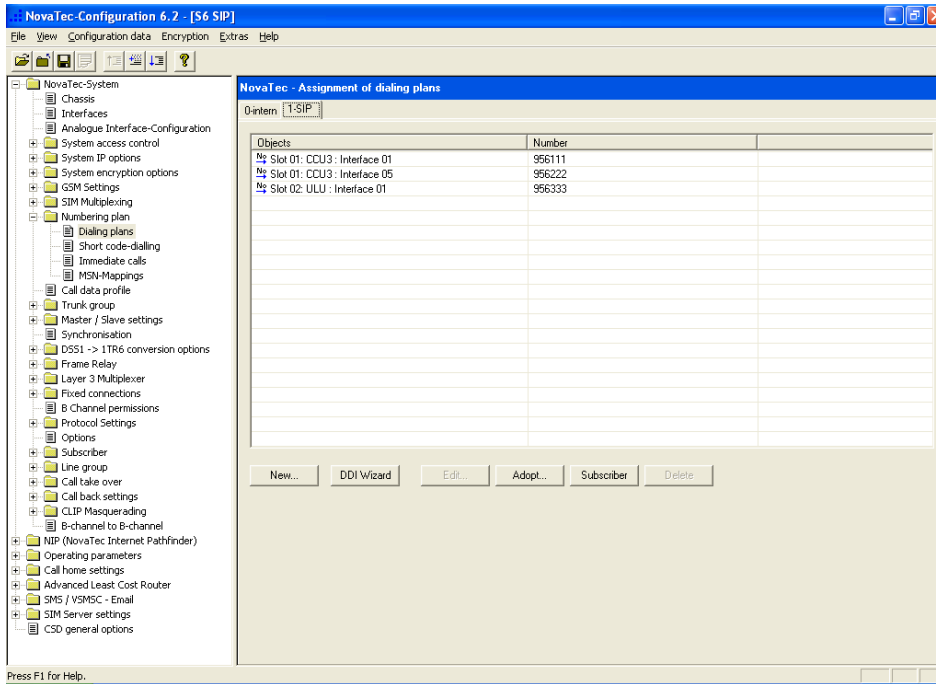 NovaTec-Configuration 6.2 - [S6 SIP]
File View Configuration data Encryption Extras Help
NovaTec-System
Chassis
Interfaces
Analogue Interface-Configuration
System access control
System IP options
System encryption options
GSM Settings
SIM Multiplexing
Numbering plan
Dialing plans
Short code-dialling
Immediate calls
MSN-Mappings
Call data profile
Trunk group
Master / Slave settings
Synchronisation
DSS1 -> 1TR6 conversion options
Frame Relay
Layer 3 Multiplexer
Fixed connections
B Channel permissions
Protocol Settings
Options
Subscriber
Line group
Call take over
Call back settings
CLIP Masquerading
B-channel to B-channel
NIP (NovaTec Internet Pathfinder)
Operating parameters
Call home settings
Advanced Least Cost Router
SMS / VSMSC - Email
SIM Server settings
CSD general options
NovaTec - Assignment of dialing plans
0-intern 1-SIP
Objects Number
No Slot 01: CCU3 : Interface 01 956111
No Slot 01: CCU3 : Interface 05 956222
No Slot 02: ULU : Interface 01 956333
New... DDI Wizard Edit... Adopt... Subscriber Delete
Press F1 for Help.